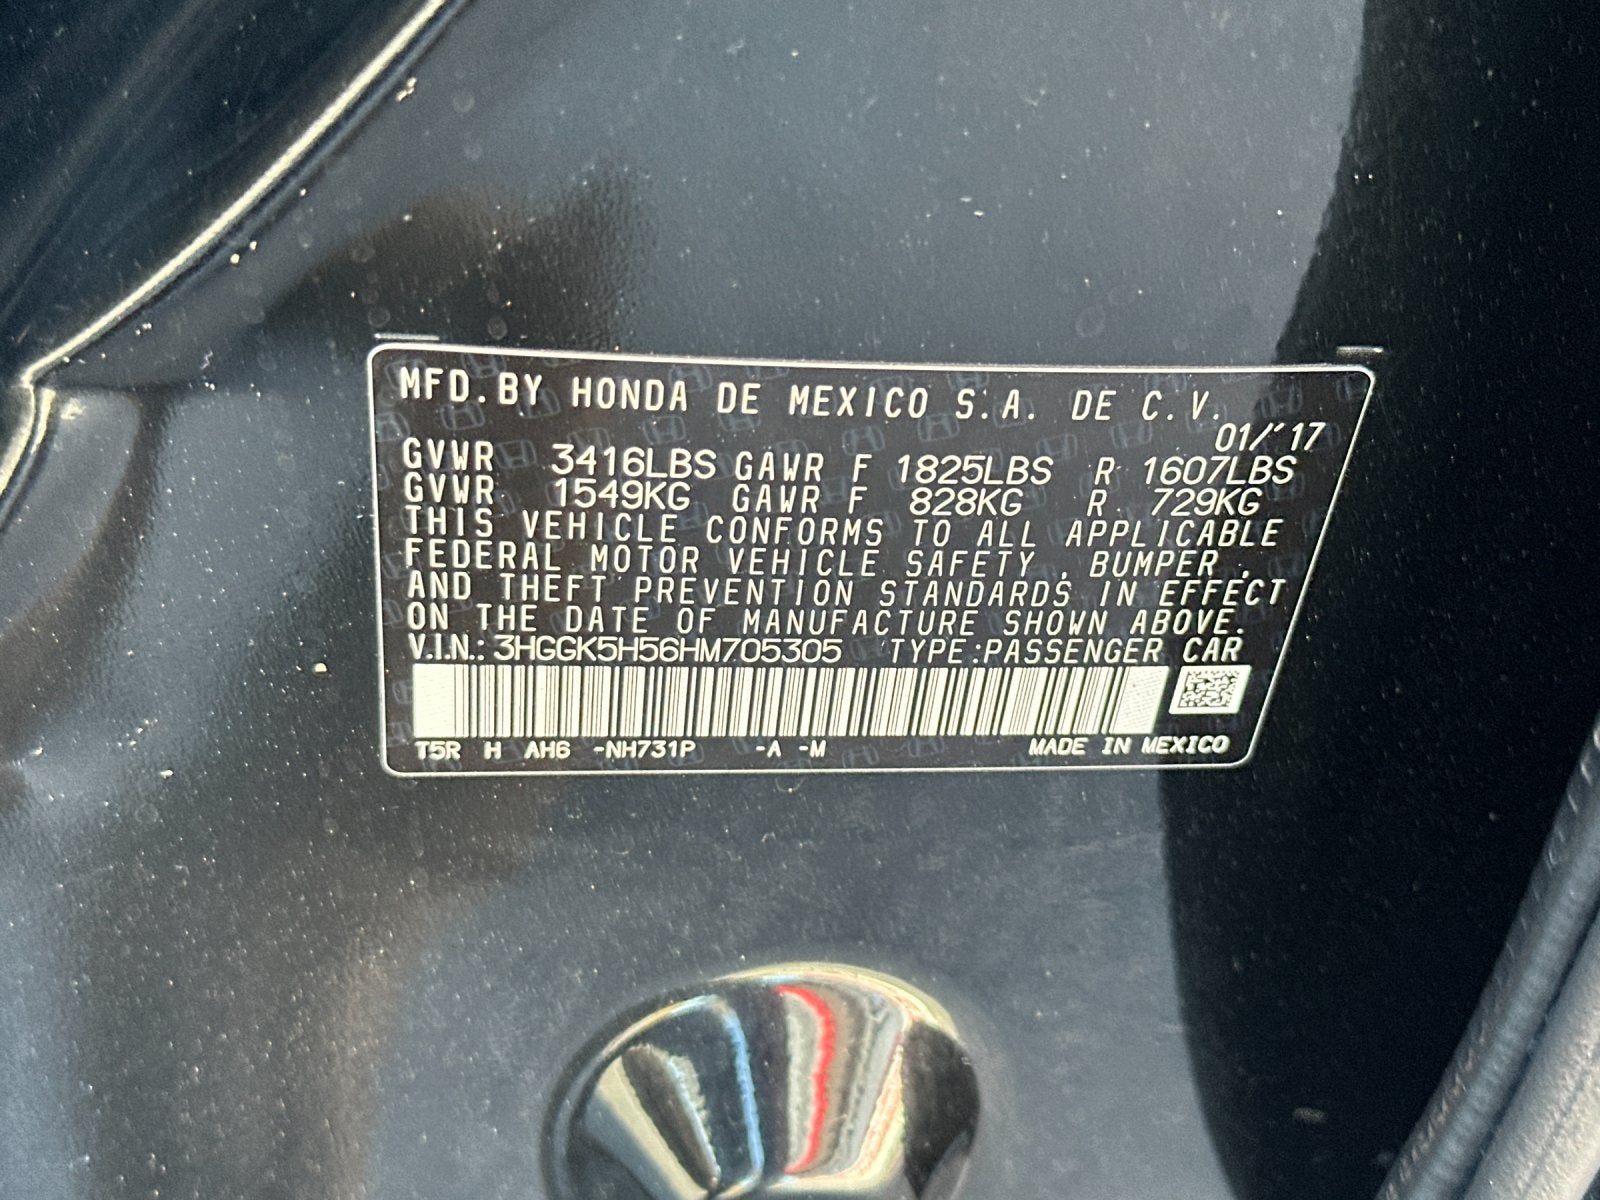 MFD. BY HONDA DE MEXICO S.A. DE C.V.
01/'17
GVWR 3416LBS GAWR F 1825LBS R 1607LBS
GVWR 1549KG GAWR F 828KG R 729KG
THIS VEHICLE CONFORMS TO ALL APPLICABLE
FEDERAL MOTOR VEHICLE SAFETY, BUMPER,
AND THEFT PREVENTION STANDARDS IN EFFECT
ON THE DATE OF MANUFACTURE SHOWN ABOVE.
V.I.N.: 3HGGK5H56HM705305 TYPE:PASSENGER CAR
T5R H AH6 -NH731P -A -M MADE IN MEXICO